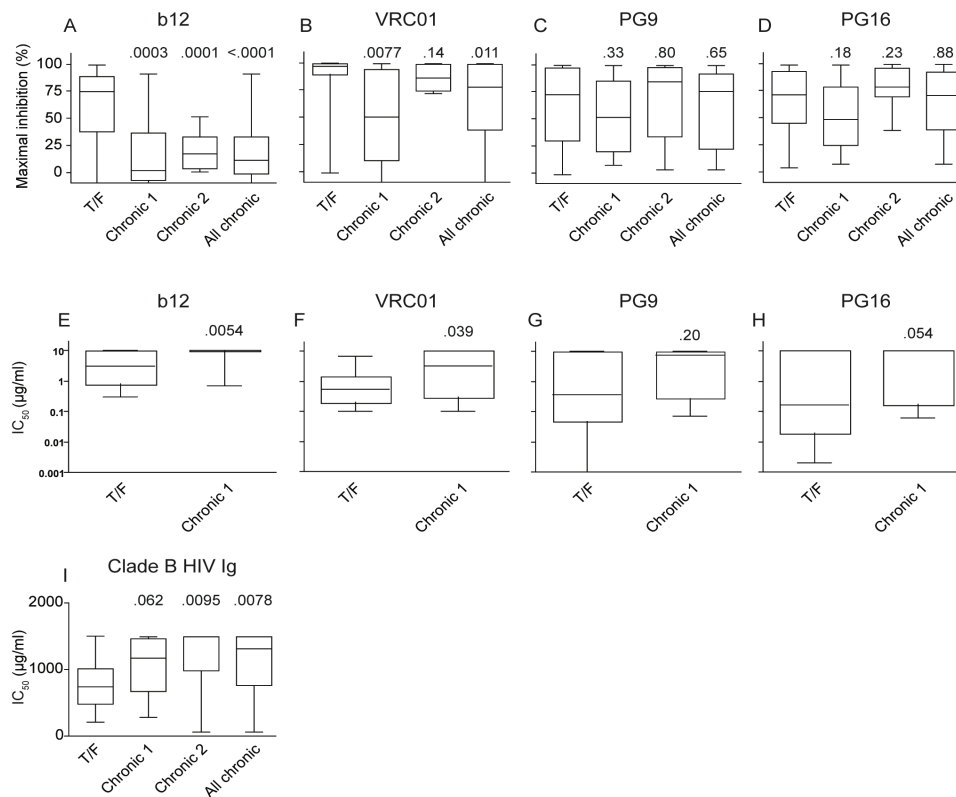 A b12
.0003 .0001 <.0001
Maximal inhibition (%)
100
75
50
25
0
T/F Chronic 1 Chronic 2 All chronic
B VRC01
.0077 .14 .011
T/F Chronic 1 Chronic 2 All chronic
C PG9
.33 .80 .65
T/F Chronic 1 Chronic 2 All chronic
D PG16
.18 .23 .88
T/F Chronic 1 Chronic 2 All chronic
E b12
.0054
IC50 (µg/ml)
10
1
0.1
0.01
0.001
T/F Chronic 1
F VRC01
.039
T/F Chronic 1
G PG9
.20
T/F Chronic 1
H PG16
.054
T/F Chronic 1
I Clade B HIV Ig
.062 .0095 .0078
IC50 (µg/ml)
2000
1000
0
T/F Chronic 1 Chronic 2 All chronic